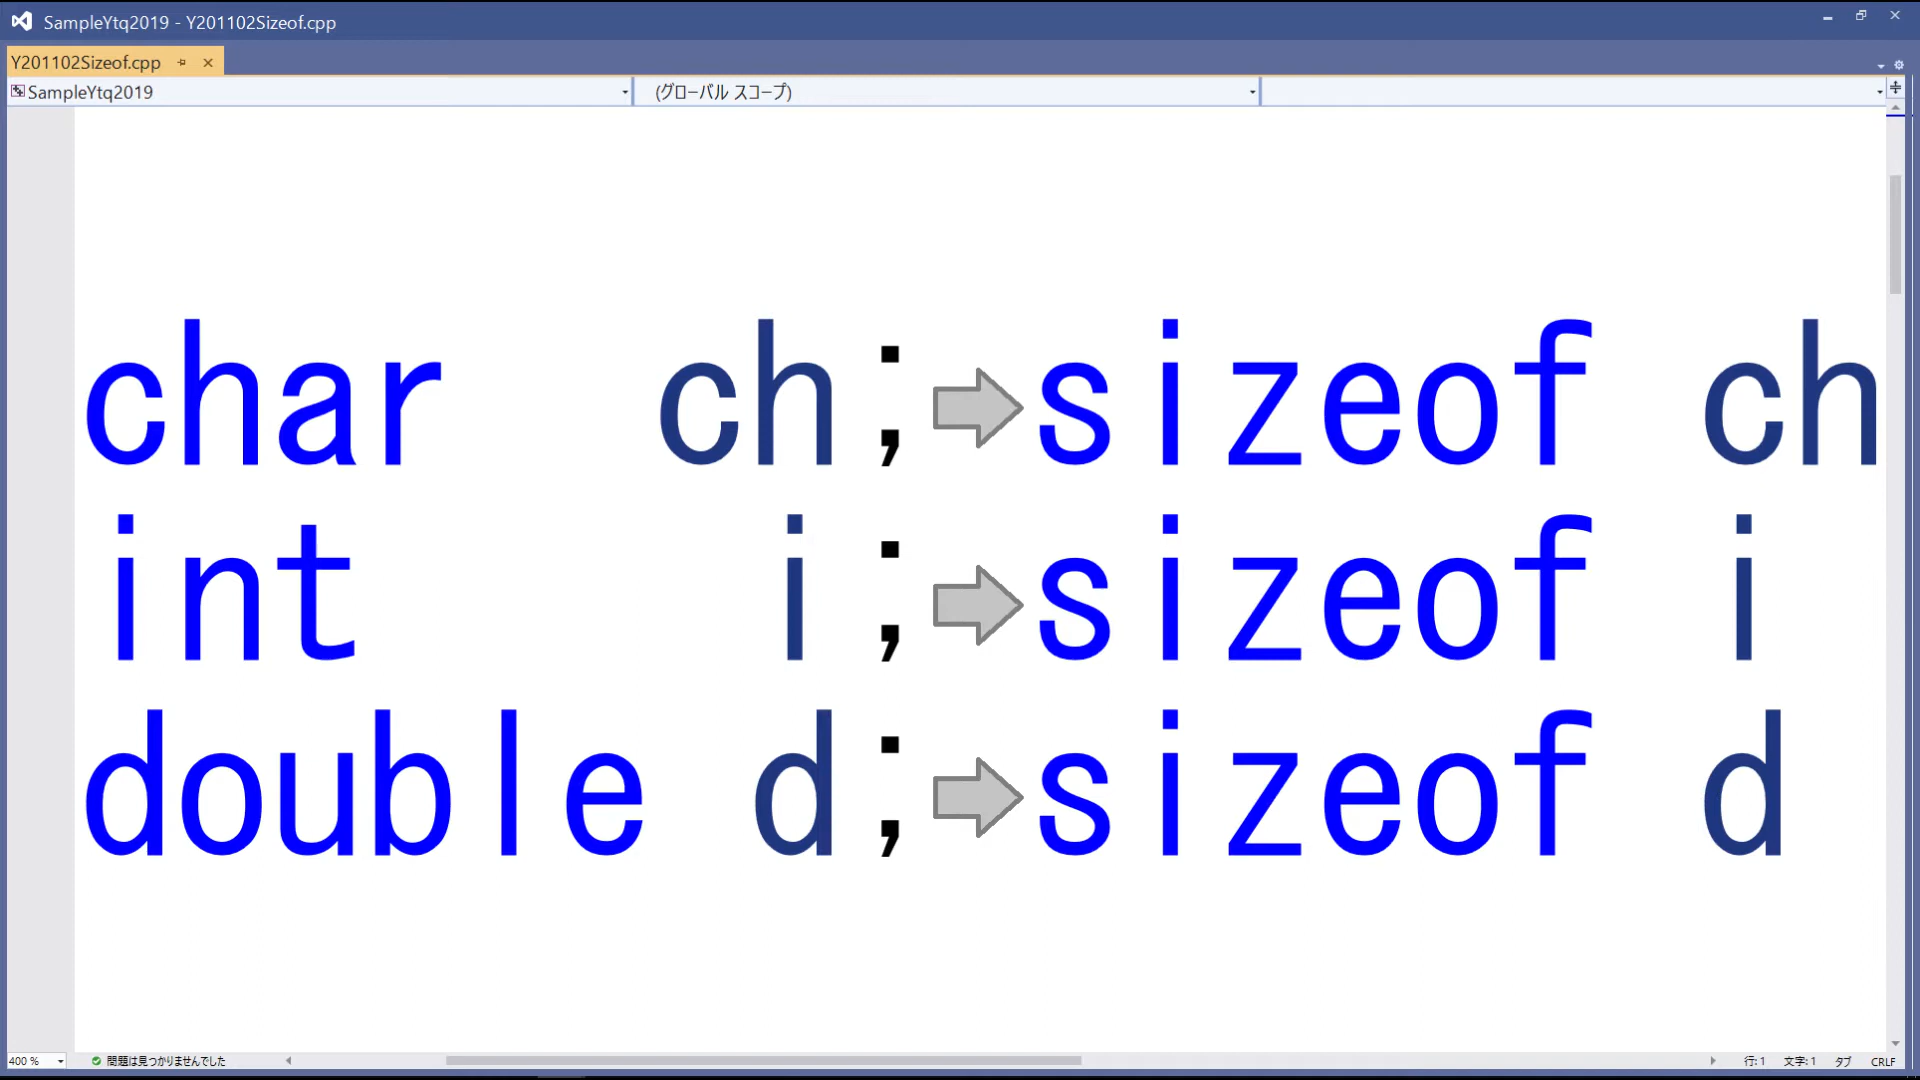 SampleYtq2019 - Y201102Sizeof.cpp
Y201102Sizeof.cpp
SampleYtq2019 (グローバル スコープ)
char ch; sizeof ch
int i; sizeof i
double d; sizeof d
400 % 問題は見つかりませんでした 行: 1 文字: 1 タブ CRLF